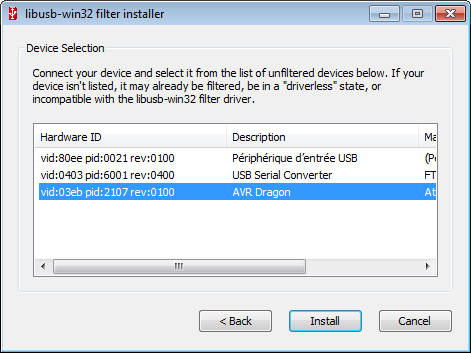 libusb-win32 filter installer
Device Selection
Connect your device and select it from the list of unfiltered devices below. If your
device isn't listed, it may already be filtered, be in a "driverless" state, or
incompatible with the libusb-win32 filter driver.
Hardware ID Description Ma
vid:80ee pid:0021 rev:0100 Périphérique d'entrée USB (Po
vid:0403 pid:6001 rev:0400 USB Serial Converter FT
vid:03eb pid:2107 rev:0100 AVR Dragon At
< Back Install Cancel